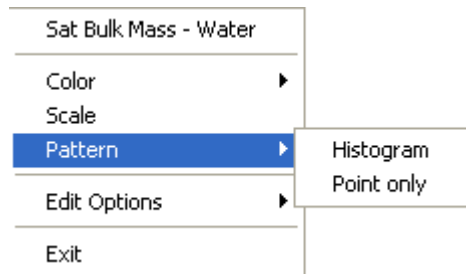 Sat Bulk Mass - Water
Color
Scale
Pattern
Histogram
Point only
Edit Options
Exit